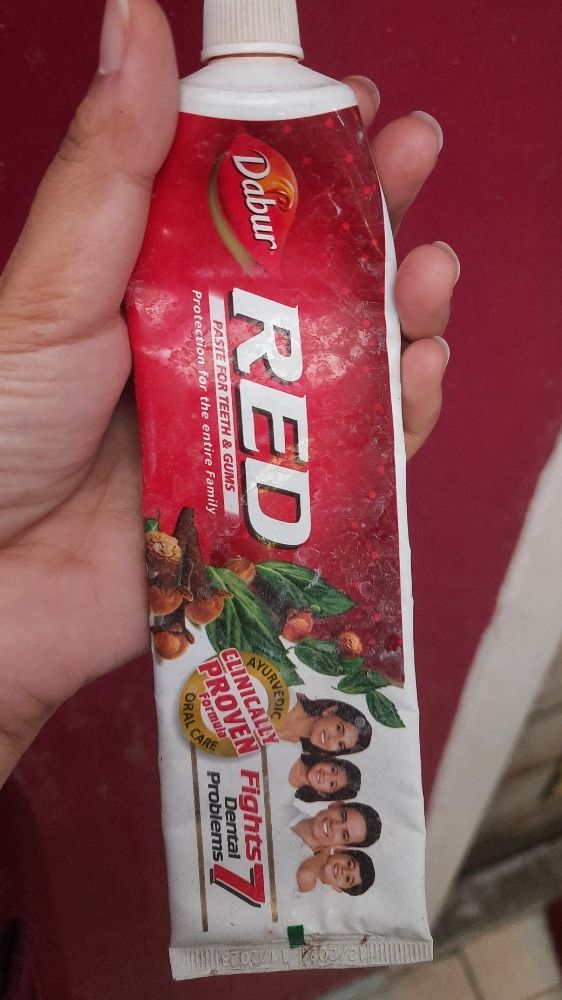 Dabur
RED
PASTE FOR TEETH & GUMS
Protection for the entire Family
AYURVEDIC
CLINICALLY
PROVEN
Formula
ORAL CARE
Fights 7
Dental
Problems